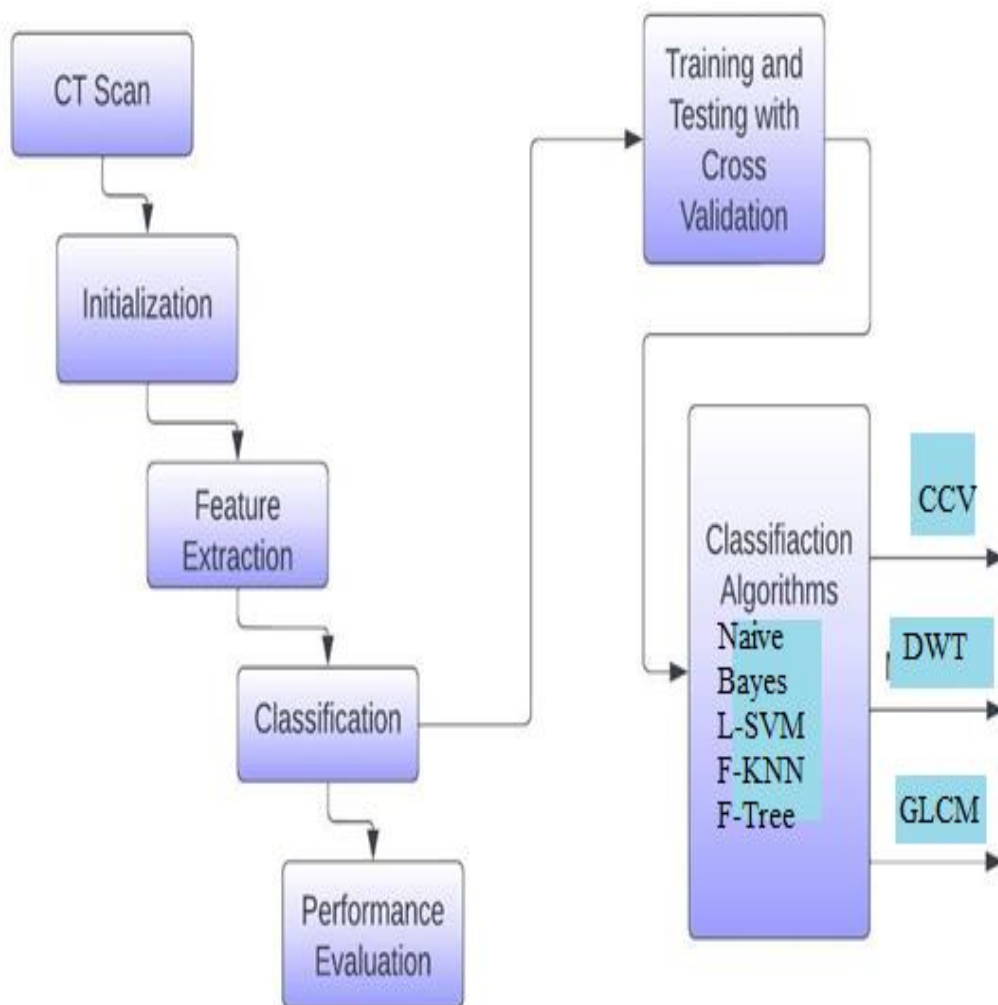 CT Scan
Initialization
Feature
Extraction
Classification
Performance
Evaluation
Training and
Testing with
Cross
Validation
Classifiaction
Algorithms
Naive
Bayes
L-SVM
F-KNN
F-Tree
CCV
DWT
GLCM